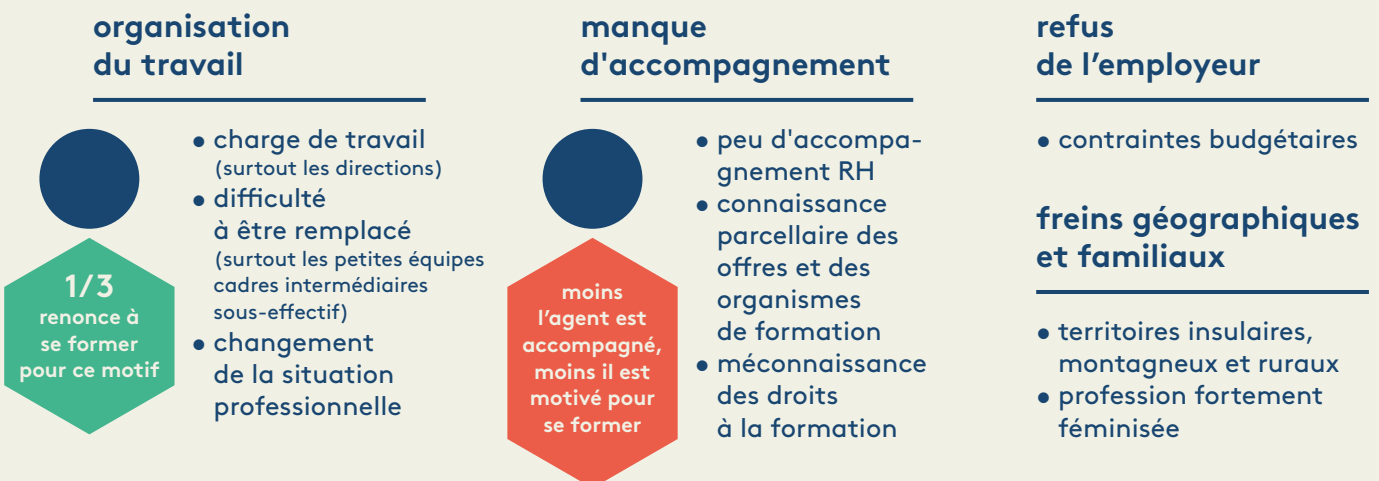 organisation
du travail
1/3
renonce à
se former
pour ce motif
• charge de travail
(surtout les directions)
• difficulté
à être remplacé
(surtout les petites équipes
cadres intermédiaires
sous-effectif)
• changement
de la situation
professionnelle
manque
d'accompagnement
moins
l’agent est
accompagné,
moins il est
motivé pour
se former
• peu d'accompa-
gnement RH
• connaissance
parcellaire des
offres et des
organismes
de formation
• méconnaissance
des droits
à la formation
refus
de l’employeur
• contraintes budgétaires
freins géographiques
et familiaux
• territoires insulaires,
montagneux et ruraux
• profession fortement
féminisée